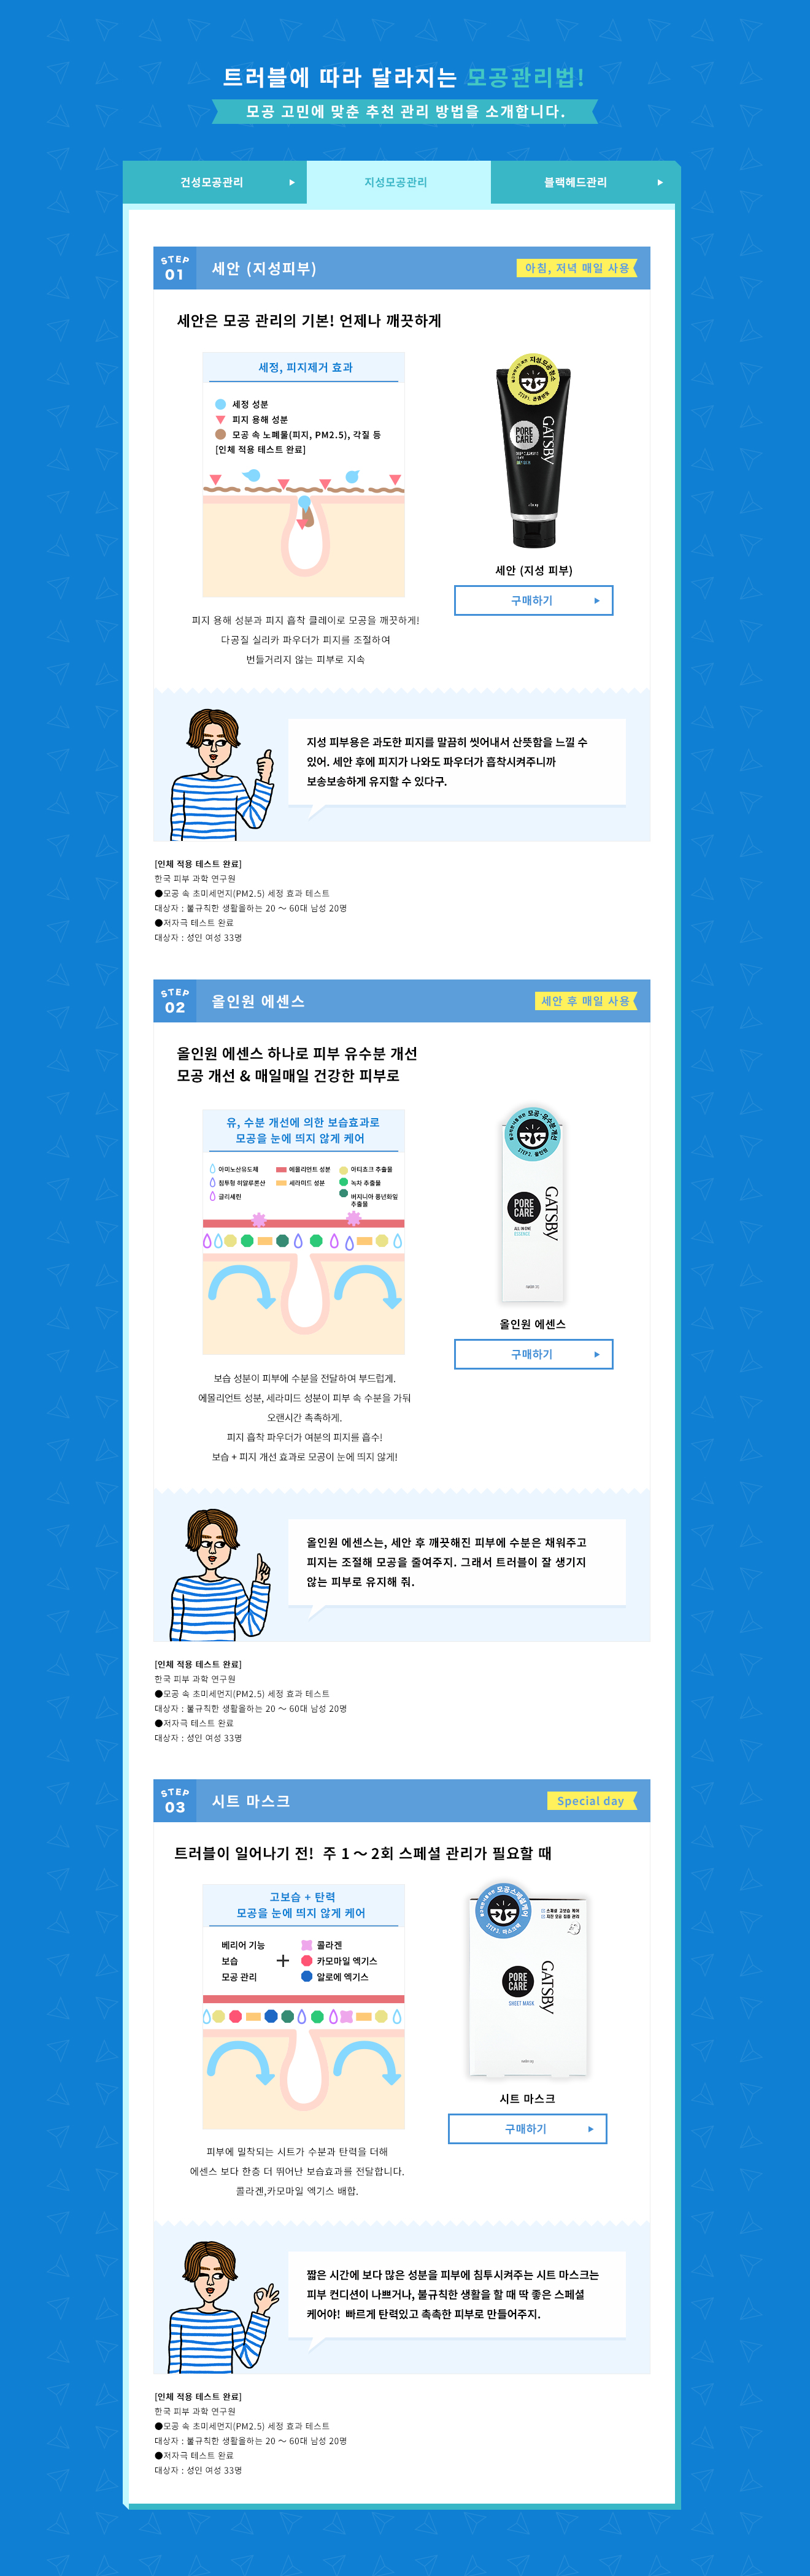 트러블에 따라 달라지는 모공관리법!
모공 고민에 맞춘 추천 관리 방법을 소개합니다.
건성모공관리
지성모공관리
블랙헤드관리
STEP 01
세안 (지성피부)
아침, 저녁 매일 사용
세안은 모공 관리의 기본! 언제나 깨끗하게
세정, 피지제거 효과
세정 성분
피지 용해 성분
모공 속 노폐물(피지, PM2.5), 각질 등
[인체 적용 테스트 완료]
PORE CARE
GATSBY
세안 (지성 피부)
구매하기
피지 용해 성분과 피지 흡착 클레이로 모공을 깨끗하게!
다공질 실리카 파우더가 피지를 조절하여
번들거리지 않는 피부로 지속
지성 피부용은 과도한 피지를 말끔히 씻어내서 산뜻함을 느낄 수
있어. 세안 후에 피지가 나와도 파우더가 흡착시켜주니까
보송보송하게 유지할 수 있다구.
[인체 적용 테스트 완료]
한국 피부 과학 연구원
●모공 속 초미세먼지(PM2.5) 세정 효과 테스트
대상자 : 불규칙한 생활을하는 20 ～ 60대 남성 20명
●저자극 테스트 완료
대상자 : 성인 여성 33명
STEP 02
올인원 에센스
세안 후 매일 사용
올인원 에센스 하나로 피부 유수분 개선
모공 개선 & 매일매일 건강한 피부로
유, 수분 개선에 의한 보습효과로
모공을 눈에 띄지 않게 케어
아미노산유도체
에몰리언트 성분
아티쵸크 추출물
침투형 히알루론산
세라미드 성분
녹차 추출물
글리세린
버지니아 풍년화잎
추출물
PORE CARE
ALL IN ONE
ESSENCE
GATSBY
올인원 에센스
구매하기
보습 성분이 피부에 수분을 전달하여 부드럽게.
에몰리언트 성분, 세라미드 성분이 피부 속 수분을 가둬
오랜시간 촉촉하게.
피지 흡착 파우더가 여분의 피지를 흡수!
보습 + 피지 개선 효과로 모공이 눈에 띄지 않게!
올인원 에센스는, 세안 후 깨끗해진 피부에 수분은 채워주고
피지는 조절해 모공을 줄여주지. 그래서 트러블이 잘 생기지
않는 피부로 유지해 줘.
[인체 적용 테스트 완료]
한국 피부 과학 연구원
●모공 속 초미세먼지(PM2.5) 세정 효과 테스트
대상자 : 불규칙한 생활을하는 20 ～ 60대 남성 20명
●저자극 테스트 완료
대상자 : 성인 여성 33명
STEP 03
시트 마스크
Special day
트러블이 일어나기 전! 주 1 ～ 2회 스페셜 관리가 필요할 때
고보습 + 탄력
모공을 눈에 띄지 않게 케어
베리어 기능
보습
모공 관리
+
콜라겐
카모마일 엑기스
알로에 엑기스
PORE CARE
SHEET MASK
GATSBY
시트 마스크
구매하기
피부에 밀착되는 시트가 수분과 탄력을 더해
에센스 보다 한층 더 뛰어난 보습효과를 전달합니다.
콜라겐,카모마일 엑기스 배합.
짧은 시간에 보다 많은 성분을 피부에 침투시켜주는 시트 마스크는
피부 컨디션이 나쁘거나, 불규칙한 생활을 할 때 딱 좋은 스페셜
케어야! 빠르게 탄력있고 촉촉한 피부로 만들어주지.
[인체 적용 테스트 완료]
한국 피부 과학 연구원
●모공 속 초미세먼지(PM2.5) 세정 효과 테스트
대상자 : 불규칙한 생활을하는 20 ～ 60대 남성 20명
●저자극 테스트 완료
대상자 : 성인 여성 33명